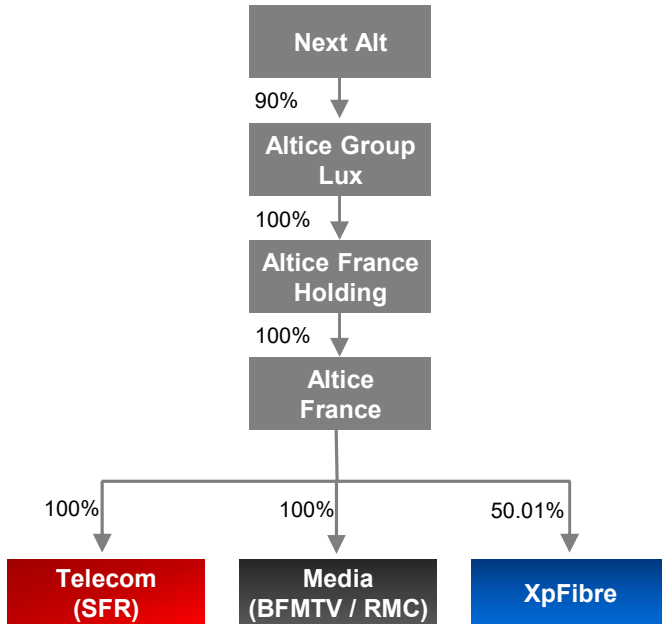 Next Alt
90%
Altice Group
Lux
100%
Altice France
Holding
100%
Altice
France
100%
100%
50.01%
Telecom
(SFR)
Media
(BFMTV / RMC)
XpFibre